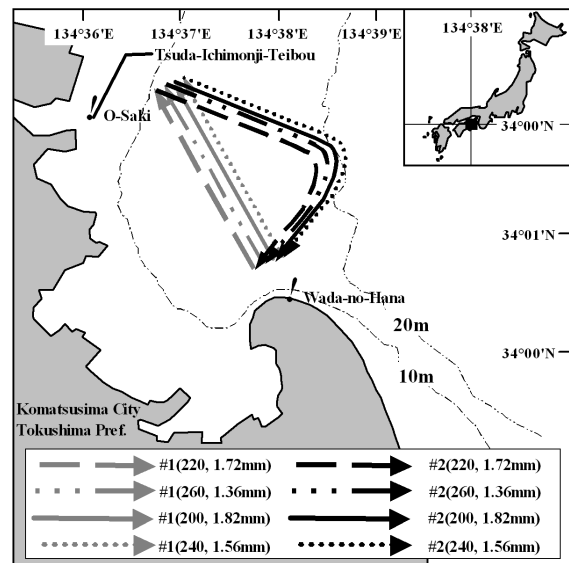 134°36'E 134°37'E 134°38'E 134°39'E
134°38'E
Tsuda-Ichimonji-Teibou
O-Saki
34°00'N
34°01'N
Wada-no-Hana
20m
34°00'N
10m
Komatsusima City
Tokushima Pref.
#1(220, 1.72mm) #2(220, 1.72mm)
#1(260, 1.36mm) #2(260, 1.36mm)
#1(200, 1.82mm) #2(200, 1.82mm)
#1(240, 1.56mm) #2(240, 1.56mm)